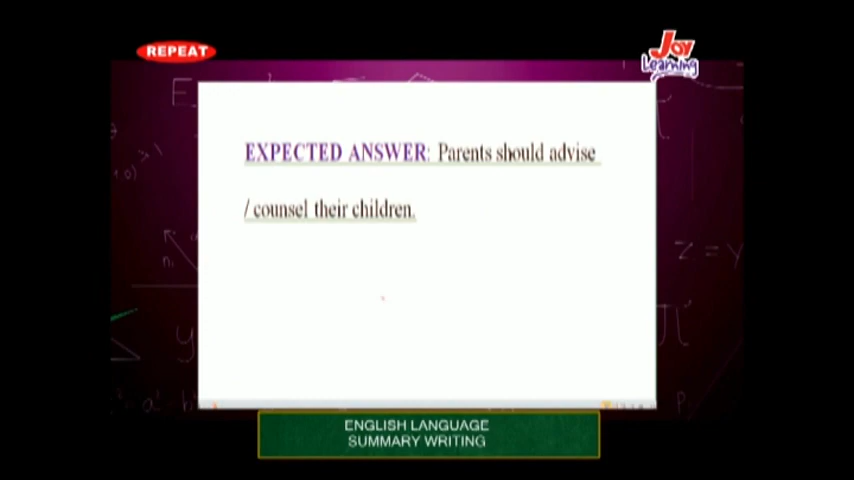 REPEAT
Joy
Learning
EXPECTED ANSWER: Parents should advise
/ counsel their children.
ENGLISH LANGUAGE
SUMMARY WRITING